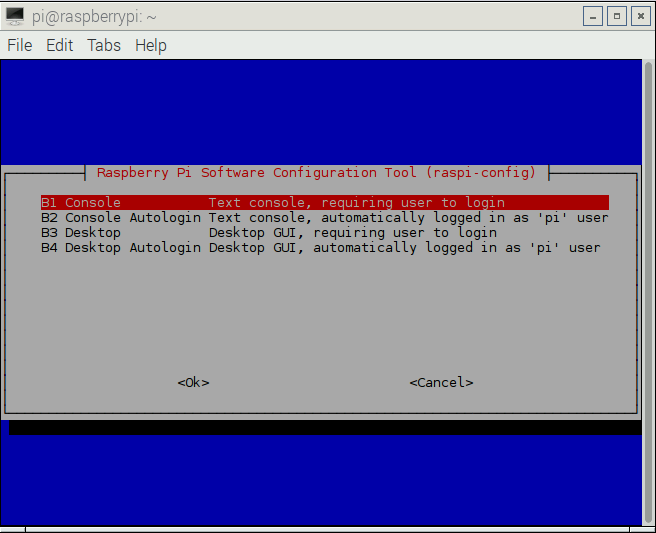 pi@raspberrypi: ~
File Edit Tabs Help
Raspberry Pi Software Configuration Tool (raspi-config)
B1 Console Text console, requiring user to login
B2 Console Autologin Text console, automatically logged in as 'pi' user
B3 Desktop Desktop GUI, requiring user to login
B4 Desktop Autologin Desktop GUI, automatically logged in as 'pi' user
<Ok> <Cancel>